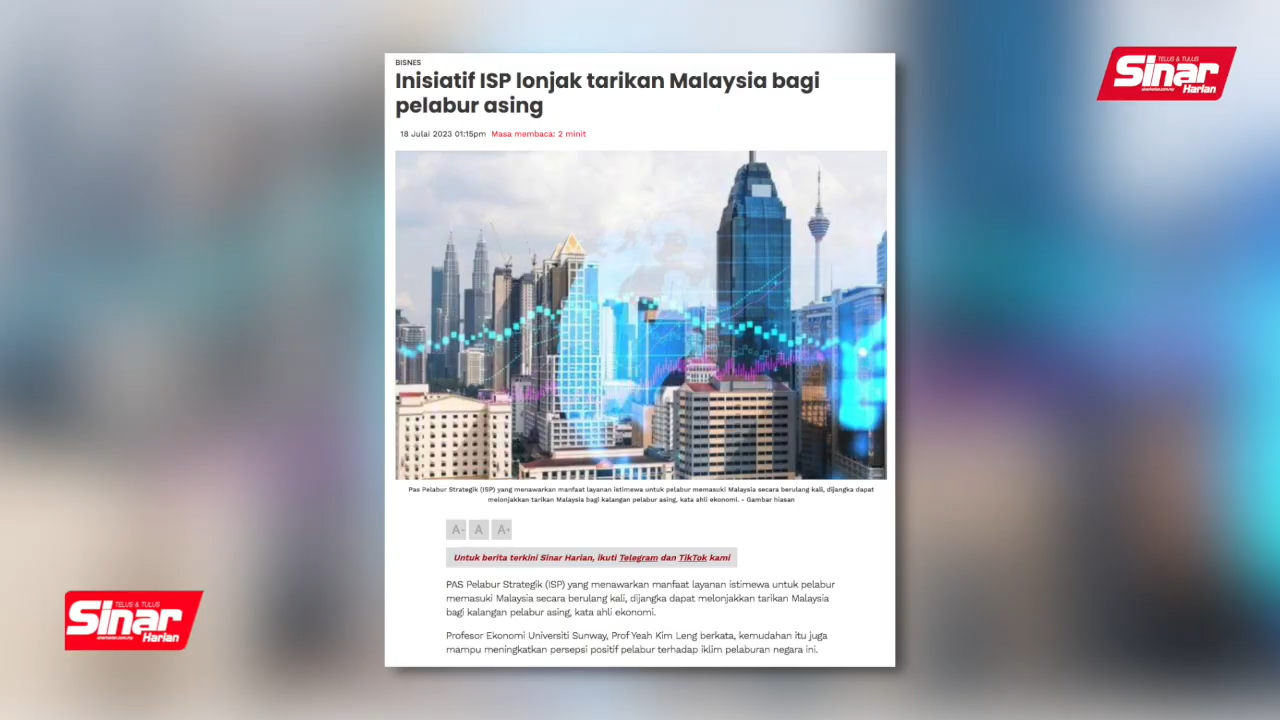 BISNES
Inisiatif ISP lonjak tarikan Malaysia bagi
pelabur asing
18 Julai 2023 01:15pm Masa membaca: 2 minit
TELUS & TULUS
Sinar
sinarharian.com.my Harian
Pas Pelabur Strategik (ISP) yang menawarkan manfaat layanan istimewa untuk pelabur memasuki Malaysia secara berulang kali, dijangka dapat
melonjakkan tarikan Malaysia bagi kalangan pelabur asing, kata ahli ekonomi. - Gambar hiasan
A- A A+
Untuk berita terkini Sinar Harian, ikuti Telegram dan TikTok kami
PAS Pelabur Strategik (ISP) yang menawarkan manfaat layanan istimewa untuk pelabur
memasuki Malaysia secara berulang kali, dijangka dapat melonjakkan tarikan Malaysia
bagi kalangan pelabur asing, kata ahli ekonomi.
Profesor Ekonomi Universiti Sunway, Prof Yeah Kim Leng berkata, kemudahan itu juga
mampu meningkatkan persepsi positif pelabur terhadap iklim pelaburan negara ini.
TELUS & TULUS
Sinar
sinarharian.com.my Harian